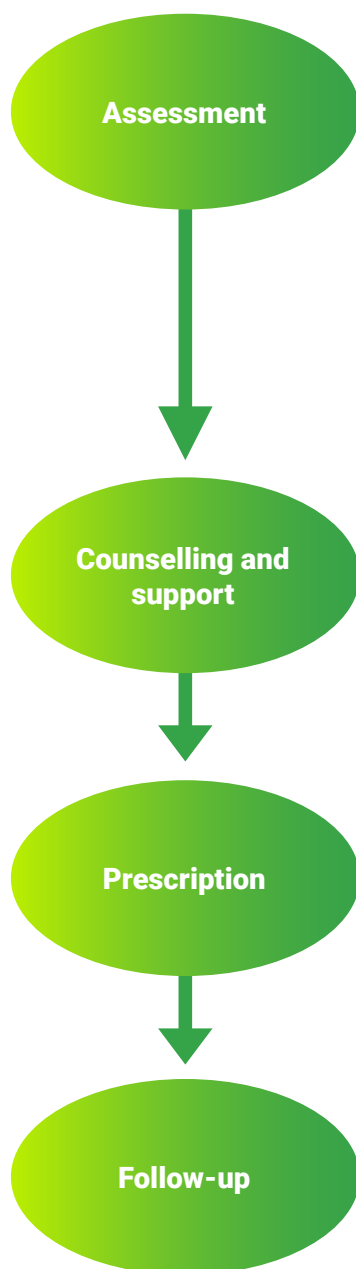 Assessment
Counselling and
support
Prescription
Follow-up